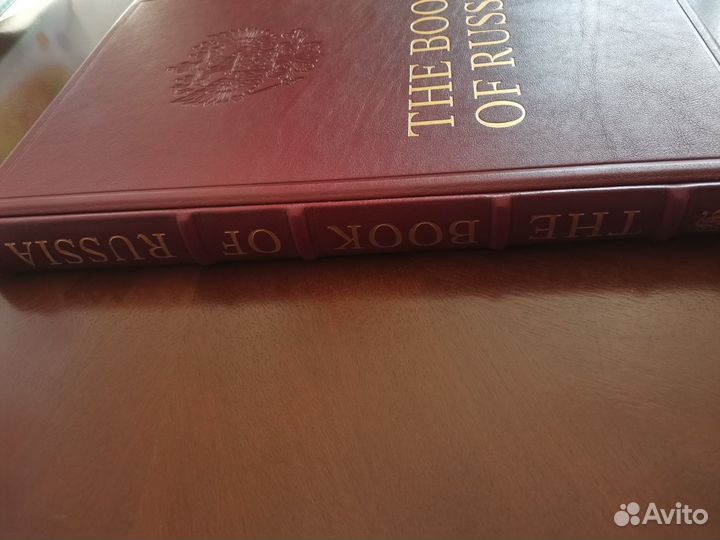 THE BOO
OF RUSS
THE BOOK OF RUSSIA
Avito